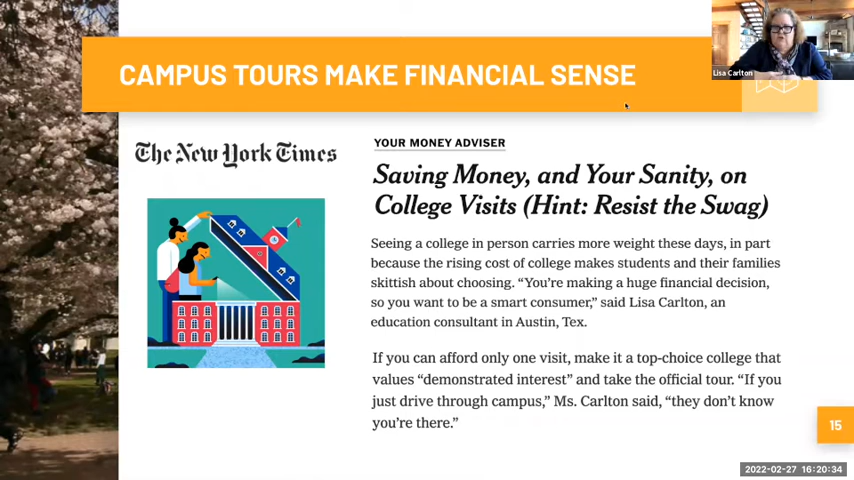 Lisa Carlton
CAMPUS TOURS MAKE FINANCIAL SENSE
The New York Times
YOUR MONEY ADVISER
Saving Money, and Your Sanity, on
College Visits (Hint: Resist the Swag)
Seeing a college in person carries more weight these days, in part
because the rising cost of college makes students and their families
skittish about choosing. “You’re making a huge financial decision,
so you want to be a smart consumer,” said Lisa Carlton, an
education consultant in Austin, Tex.
If you can afford only one visit, make it a top-choice college that
values “demonstrated interest” and take the official tour. “If you
just drive through campus,” Ms. Carlton said, “they don’t know
you’re there.”
15
2022-02-27 16:20:34